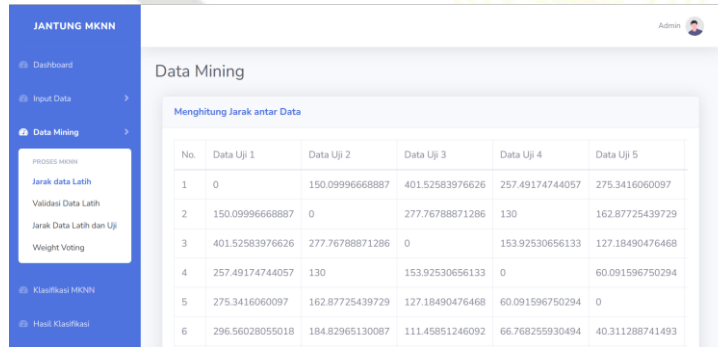 JANTUNG MKNN
Admin
Dashboard
Input Data
Data Mining
PROSES MKNN
Jarak data Latih
Validasi Data Latih
Jarak Data Latih dan Uji
Weight Voting
Klasifikasi MKNN
Hasil Klasifikasi
Data Mining
Menghitung Jarak antar Data
No. Data Uji 1 Data Uji 2 Data Uji 3 Data Uji 4 Data Uji 5
1 0 150.09996668887 401.52583976626 257.49174744057 275.3416060097
2 150.09996668887 0 277.76788871286 130 162.87725439729
3 401.52583976626 277.76788871286 0 153.92530656133 127.18490476468
4 257.49174744057 130 153.92530656133 0 60.091596750294
5 275.3416060097 162.87725439729 127.18490476468 60.091596750294 0
6 296.56028055018 184.82965130087 111.45851246092 66.768255930494 40.311288741493